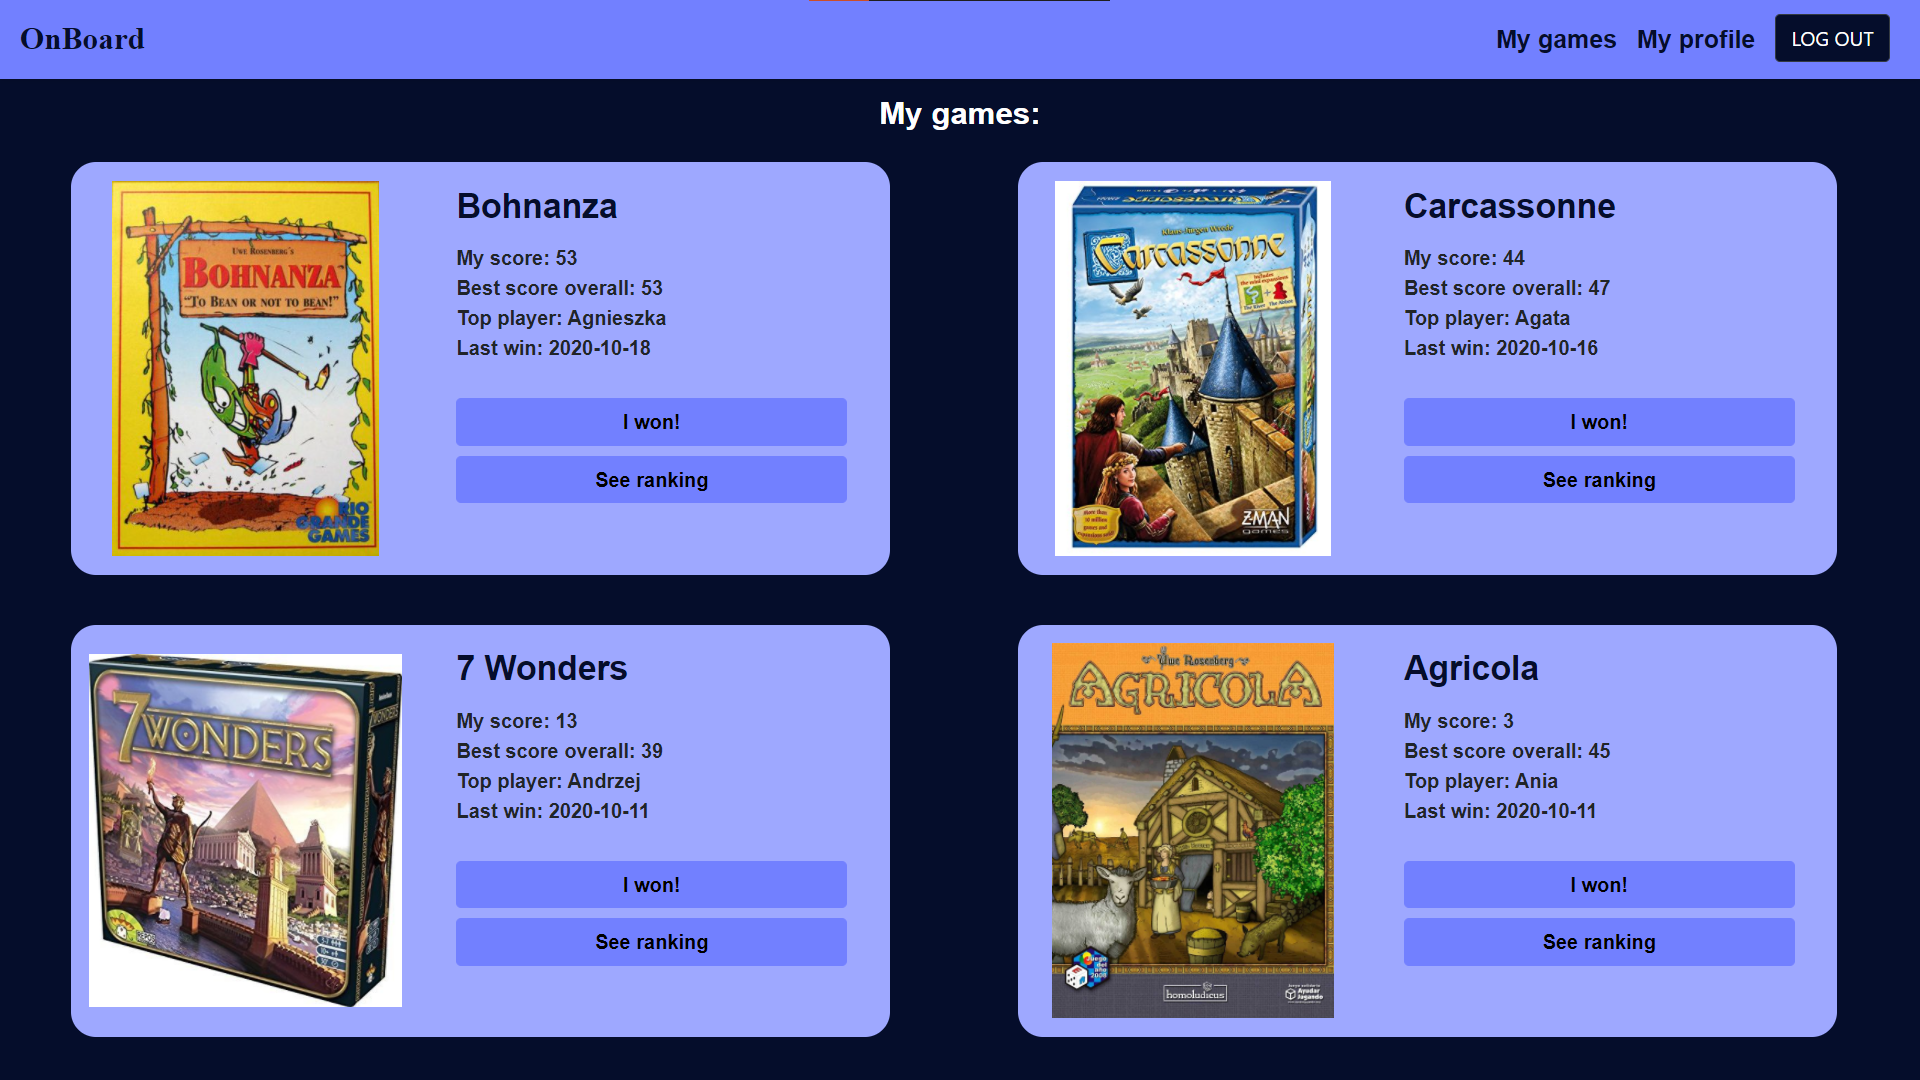 OnBoard
My games My profile LOG OUT
My games:
UWE ROSENBERG'S
BOHNANZA
"TO BEAN OR NOT TO BEAN!"
RIO
GRANDE
GAMES
Bohnanza
My score: 53
Best score overall: 53
Top player: Agnieszka
Last win: 2020-10-18
I won!
See ranking
Klaus-Jürgen Wrede
Carcassonne
Z-MAN
games
Carcassonne
My score: 44
Best score overall: 47
Top player: Agata
Last win: 2020-10-16
I won!
See ranking
7 WONDERS
7 Wonders
My score: 13
Best score overall: 39
Top player: Andrzej
Last win: 2020-10-11
I won!
See ranking
Uwe Rosenberg
AGRICOLA
homoludicus
Ayudar
Jugando
Agricola
My score: 3
Best score overall: 45
Top player: Ania
Last win: 2020-10-11
I won!
See ranking